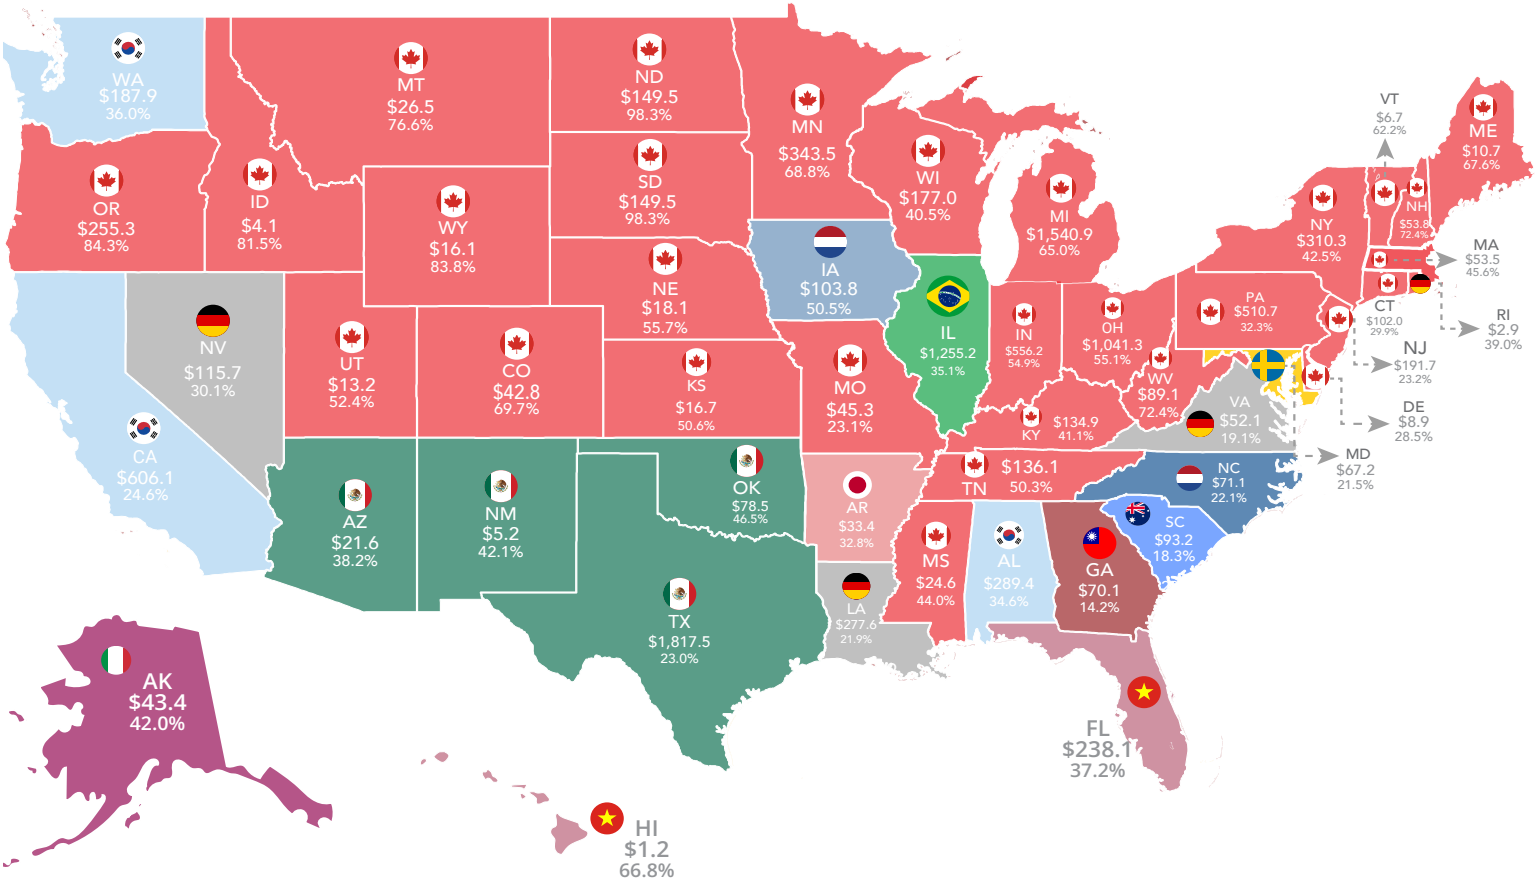 WA
$187.9
36.0%
MT
$26.5
76.6%
ND
$149.5
98.3%
MN
$343.5
68.8%
VT
$6.7
62.2%
ME
$10.7
67.6%
OR
$255.3
84.3%
ID
$4.1
81.5%
WY
$16.1
83.8%
SD
$149.5
98.3%
WI
$177.0
40.5%
MI
$1,540.9
65.0%
NY
$310.3
42.5%
NH
$53.8
72.4%
MA
$53.5
45.6%
NV
$115.7
30.1%
UT
$13.2
52.4%
CO
$42.8
69.7%
NE
$18.1
55.7%
IA
$103.8
50.5%
IL
$1,255.2
35.1%
IN
$556.2
54.9%
OH
$1,041.3
55.1%
PA
$510.7
32.3%
CT
$102.0
29.9%
RI
$2.9
39.0%
NJ
$191.7
23.2%
KS
$16.7
50.6%
MO
$45.3
23.1%
KY
$134.9
41.1%
WV
$89.1
72.4%
VA
$52.1
19.1%
DE
$8.9
28.5%
MD
$67.2
21.5%
CA
$606.1
24.6%
AZ
$21.6
38.2%
NM
$5.2
42.1%
OK
$78.5
46.5%
AR
$33.4
32.8%
TN
$136.1
50.3%
NC
$71.1
22.1%
SC
$93.2
18.3%
TX
$1,817.5
23.0%
LA
$277.6
21.9%
MS
$24.6
44.0%
AL
$289.4
34.6%
GA
$70.1
14.2%
AK
$43.4
42.0%
HI
$1.2
66.8%
FL
$238.1
37.2%